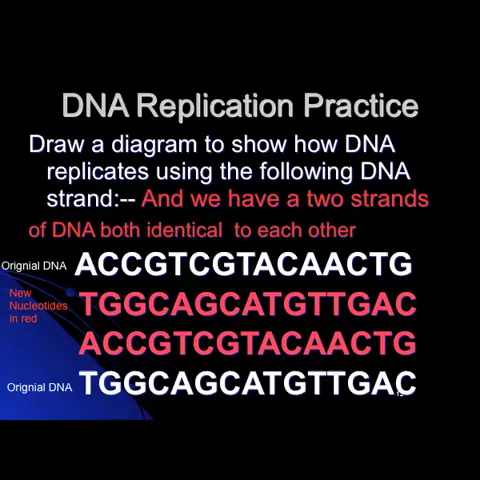 DNA Replication Practice
Draw a diagram to show how DNA
replicates using the following DNA
strand:-- And we have a two strands
of DNA both identical to each other
Orignial DNA ACCGTCGTACAACTG
New
Nucleotides
in red
TGGCAGCATGTTGAC
ACCGTCGTACAACTG
Orignial DNA TGGCAGCATGTTGAC